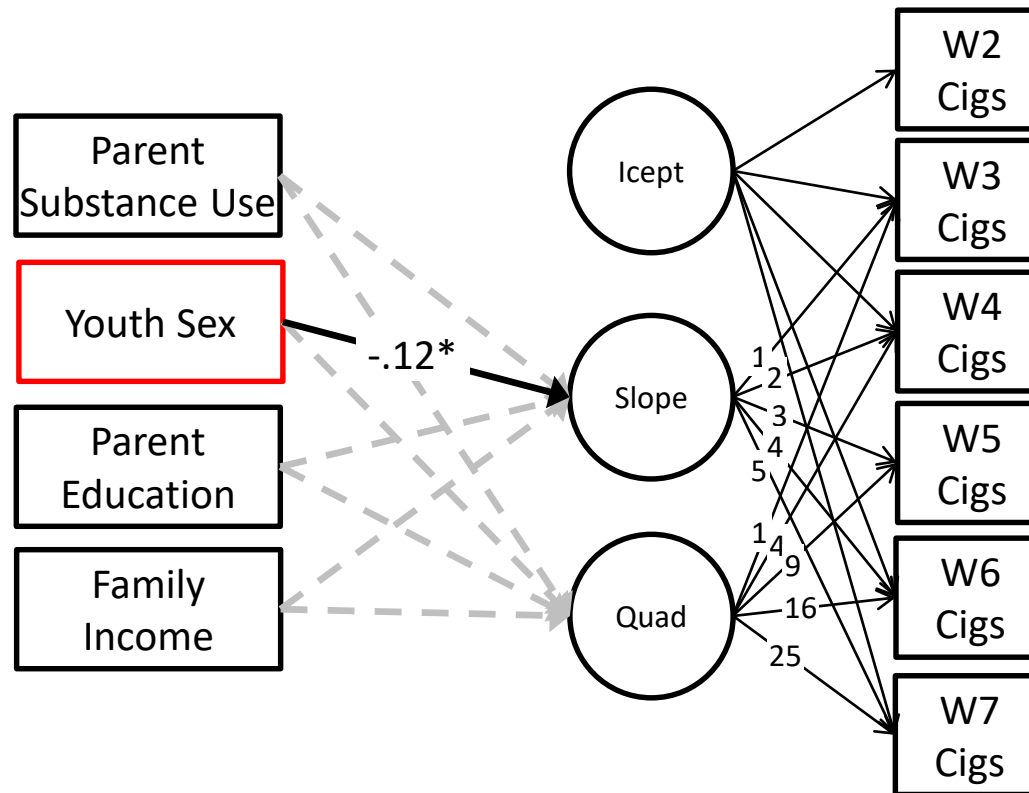 Parent
Substance Use
Youth Sex
Parent
Education
Family
Income
-.12*
Icept
Slope
Quad
1
2
3
4
5
1
4
9
16
25
W2
Cigs
W3
Cigs
W4
Cigs
W5
Cigs
W6
Cigs
W7
Cigs